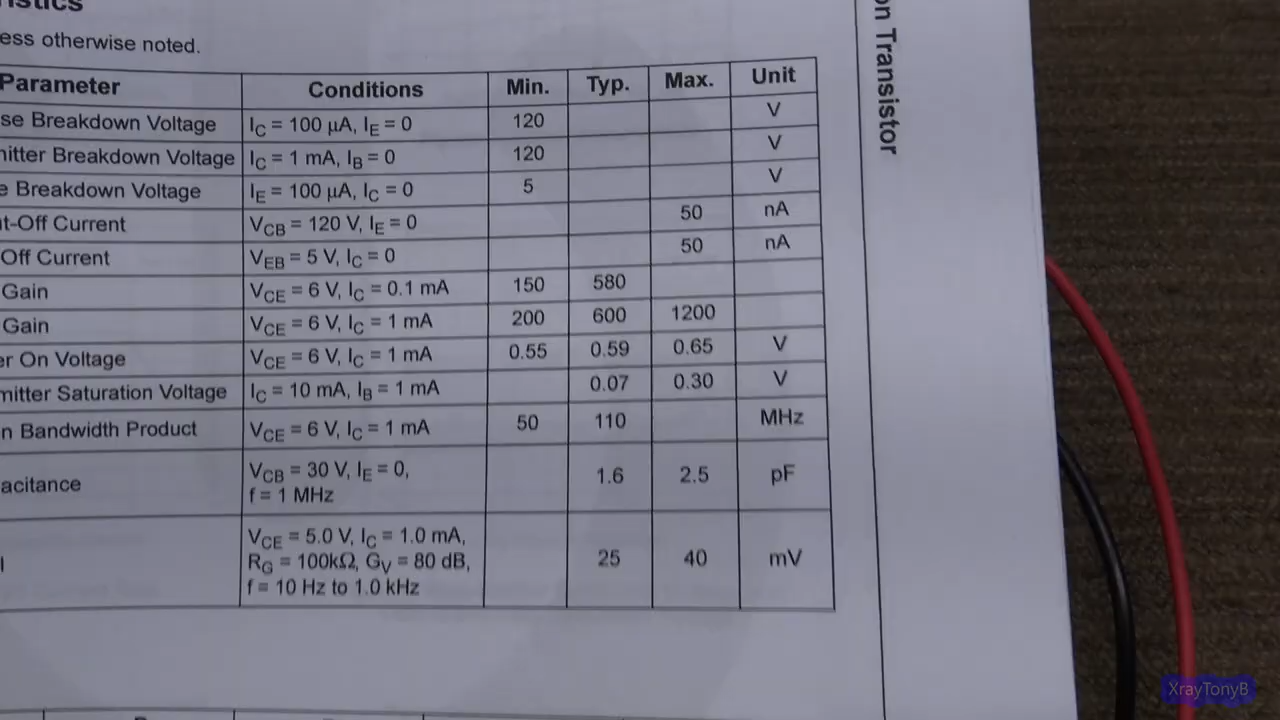 ess otherwise noted.
Parameter Conditions Min. Typ. Max. Unit
se Breakdown Voltage IC = 100 μA, IE = 0 120 V
itter Breakdown Voltage IC = 1 mA, IB = 0 120 V
e Breakdown Voltage IE = 100 μA, IC = 0 5 V
t-Off Current VCB = 120 V, IE = 0 50 nA
Off Current VEB = 5 V, IC = 0 50 nA
Gain VCE = 6 V, IC = 0.1 mA 150 580
Gain VCE = 6 V, IC = 1 mA 200 600 1200
er On Voltage VCE = 6 V, IC = 1 mA 0.55 0.59 0.65 V
mitter Saturation Voltage IC = 10 mA, IB = 1 mA 0.07 0.30 V
n Bandwidth Product VCE = 6 V, IC = 1 mA 50 110 MHz
acitance VCB = 30 V, IE = 0,
f = 1 MHz 1.6 2.5 pF
VCE = 5.0 V, IC = 1.0 mA,
RG = 100kΩ, GV = 80 dB,
f = 10 Hz to 1.0 kHz 25 40 mV
on Transistor
XrayTonyB